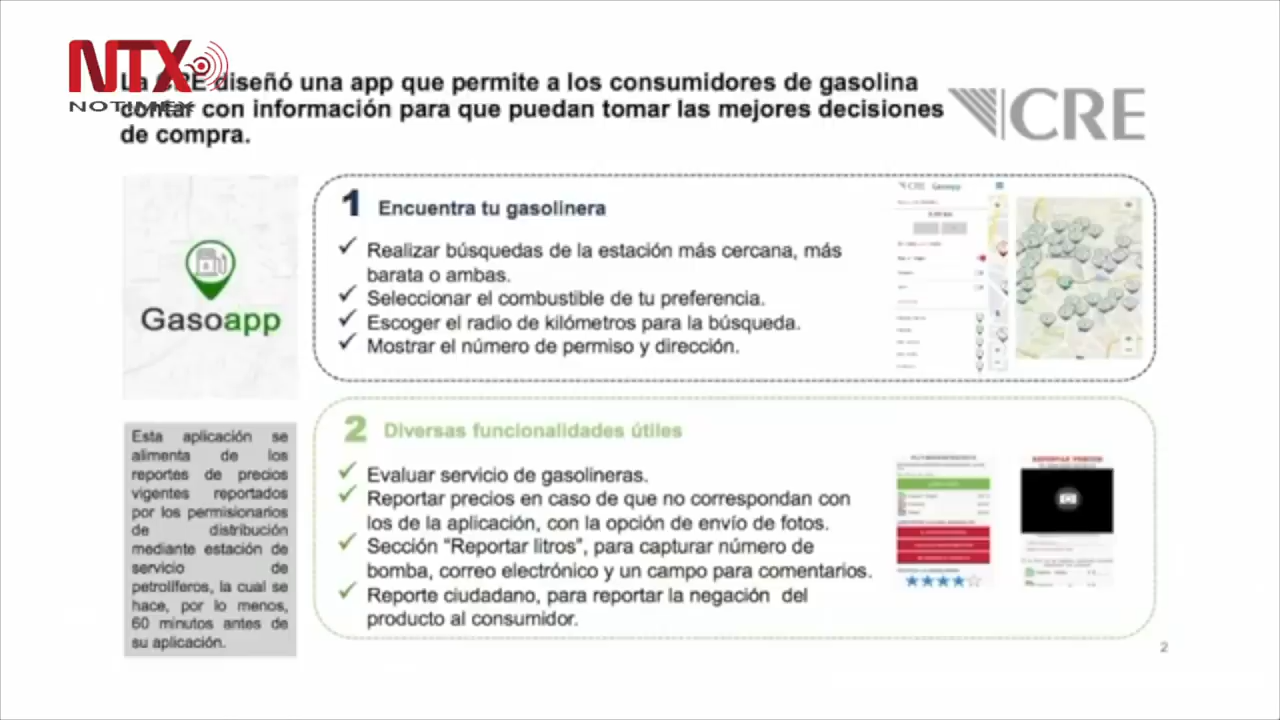 NTX
NOTIMEX
La CRE diseñó una app que permite a los consumidores de gasolina
contar con información para que puedan tomar las mejores decisiones
de compra.
CRE
Gasoapp
1 Encuentra tu gasolinera
✓ Realizar búsquedas de la estación más cercana, más
barata o ambas.
✓ Seleccionar el combustible de tu preferencia.
✓ Escoger el radio de kilómetros para la búsqueda.
✓ Mostrar el número de permiso y dirección.
CRE Gasoapp
Esta aplicación se
alimenta de los
reportes de precios
vigentes reportados
por los permisionarios
de distribución
mediante estación de
servicio de
petrolíferos, la cual se
hace, por lo menos,
60 minutos antes de
su aplicación.
2 Diversas funcionalidades útiles
✓ Evaluar servicio de gasolineras.
✓ Reportar precios en caso de que no correspondan con
los de la aplicación, con la opción de envío de fotos.
✓ Sección "Reportar litros", para capturar número de
bomba, correo electrónico y un campo para comentarios.
✓ Reporte ciudadano, para reportar la negación del
producto al consumidor.
REPORTAR PRECIOS
2